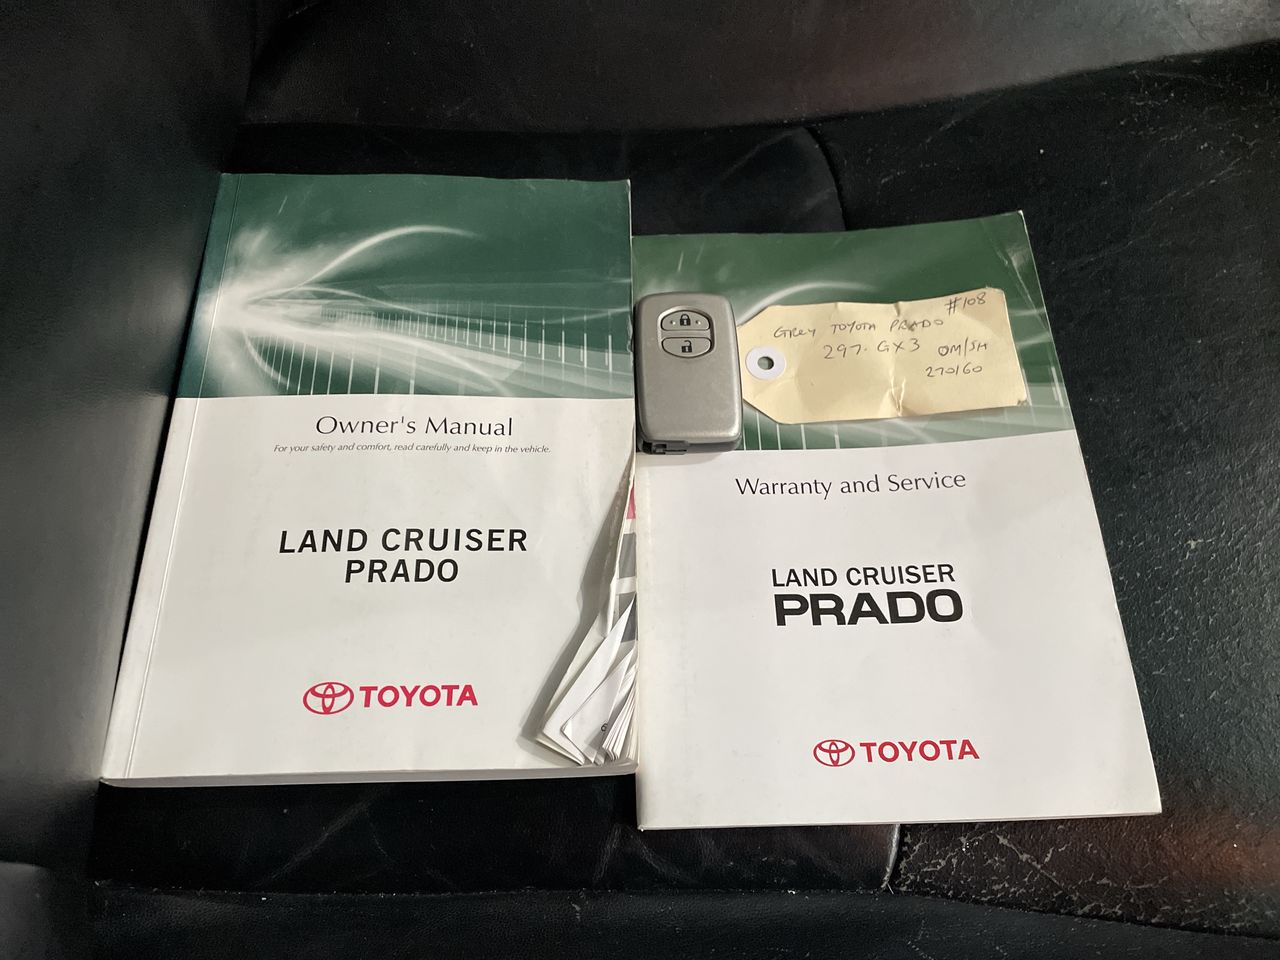 Owner's Manual
For your safety and comfort, read carefully and keep in the vehicle.
LAND CRUISER
PRADO
TOYOTA
#108
GREY TOYOTA PRADO
297·GX3
OM/SH
270160
Warranty and Service
LAND CRUISER
PRADO
TOYOTA